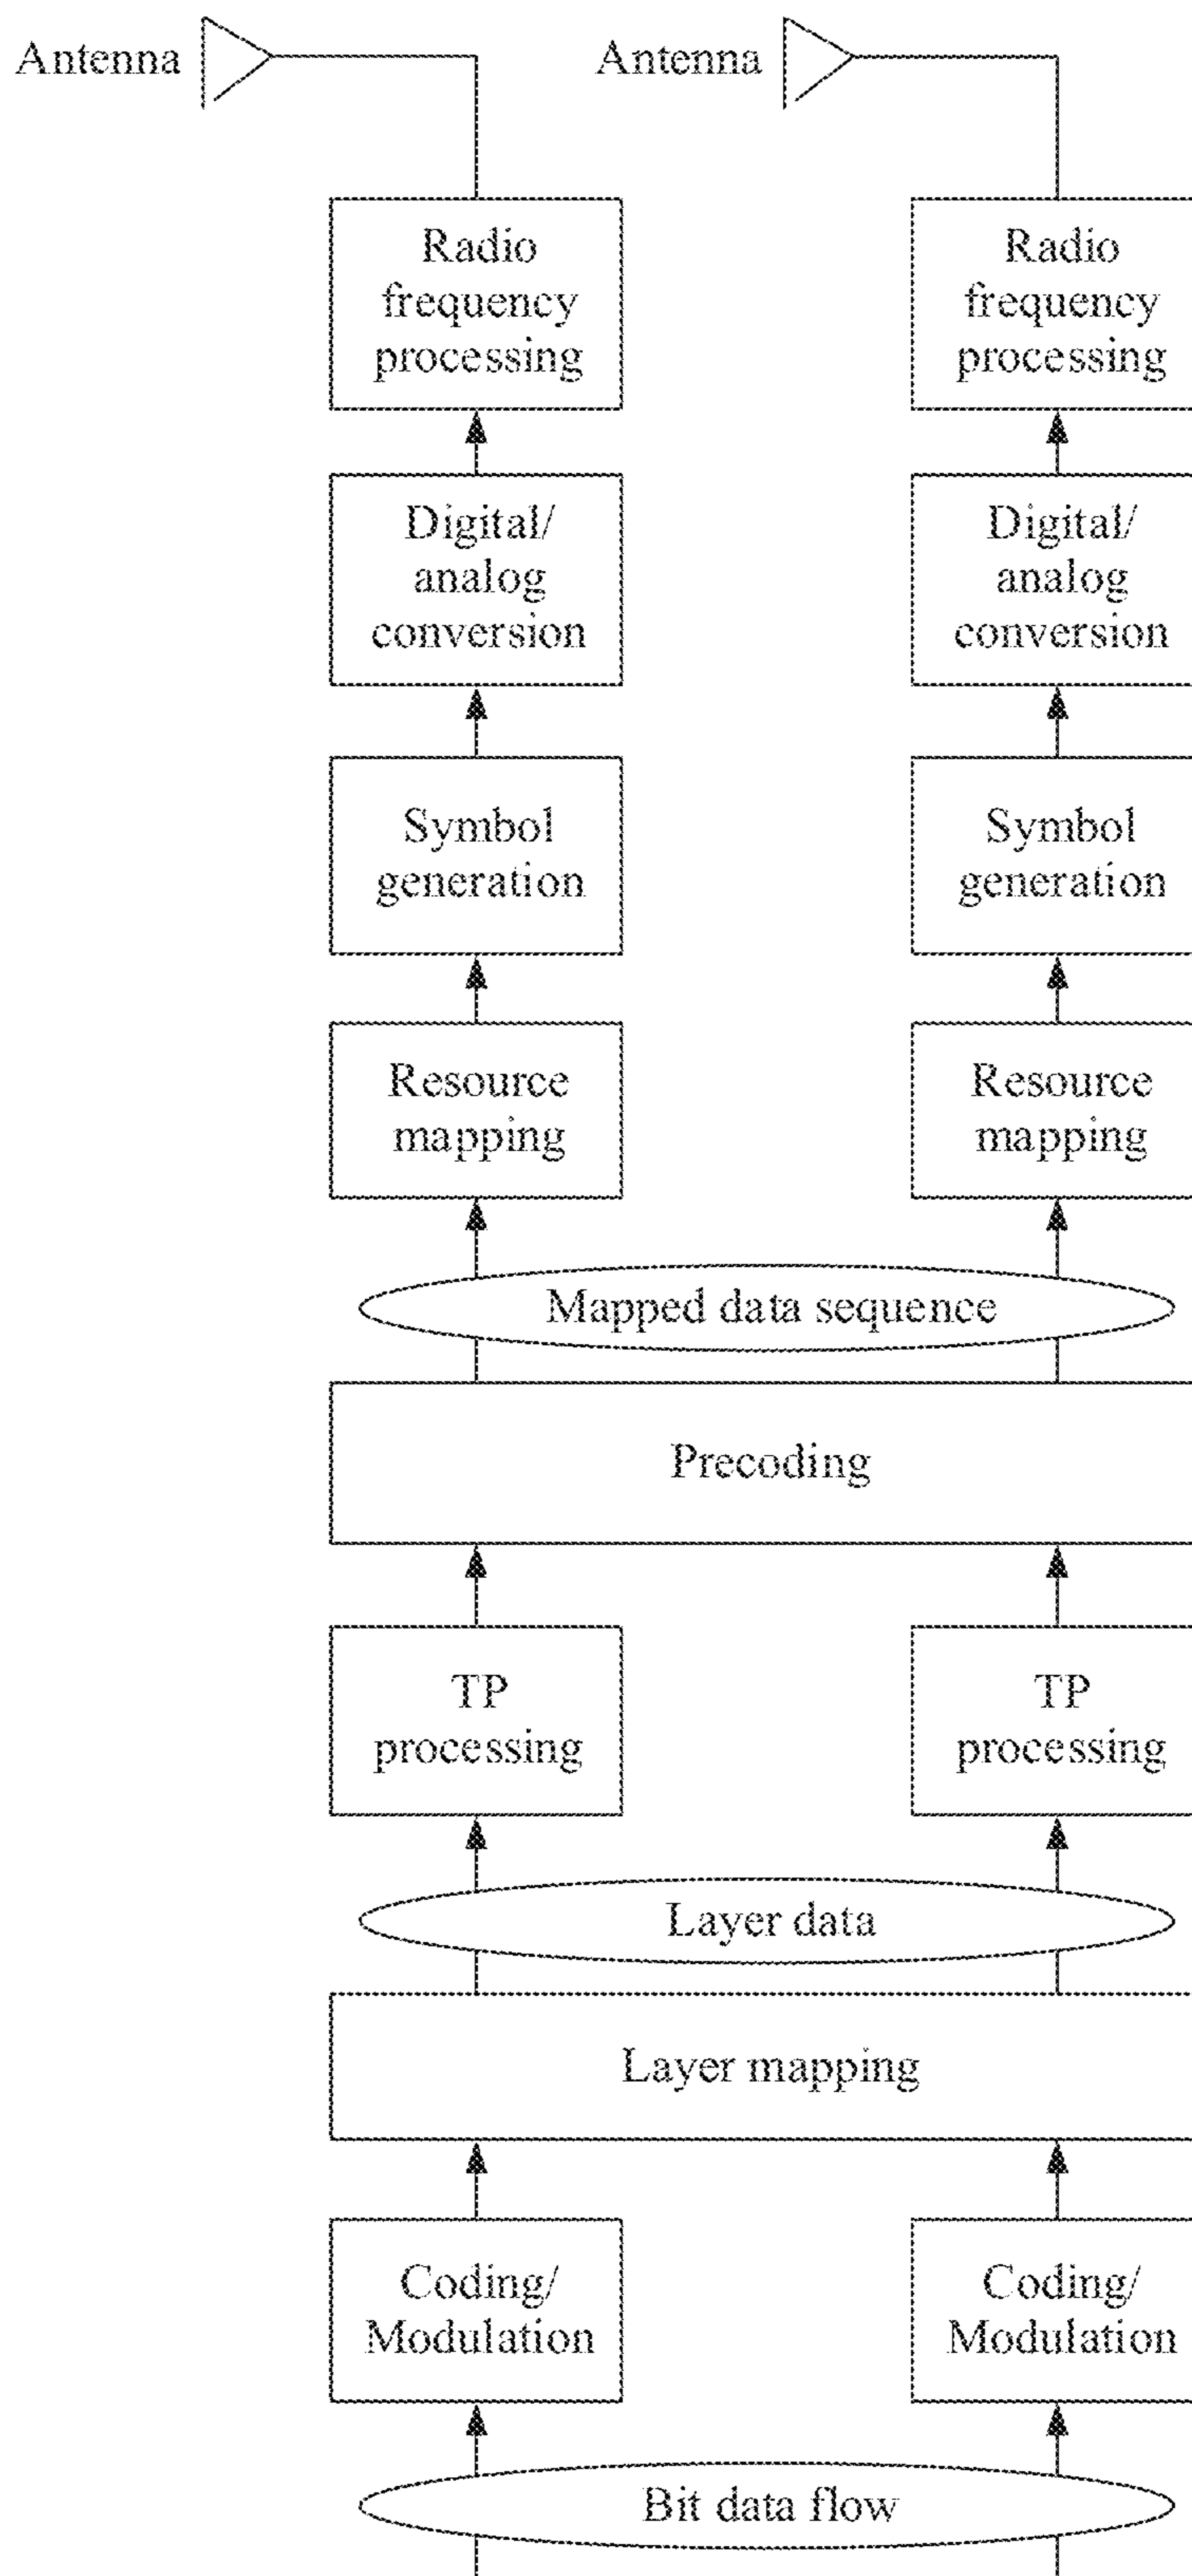 Antenna
Antenna
Radio
frequency
processing
Radio
frequency
processing
Digital/
analog
conversion
Digital/
analog
conversion
Symbol
generation
Symbol
generation
Resource
mapping
Resource
mapping
Mapped data sequence
Precoding
TP
processing
TP
processing
Layer data
Layer mapping
Coding/
Modulation
Coding/
Modulation
Bit data flow